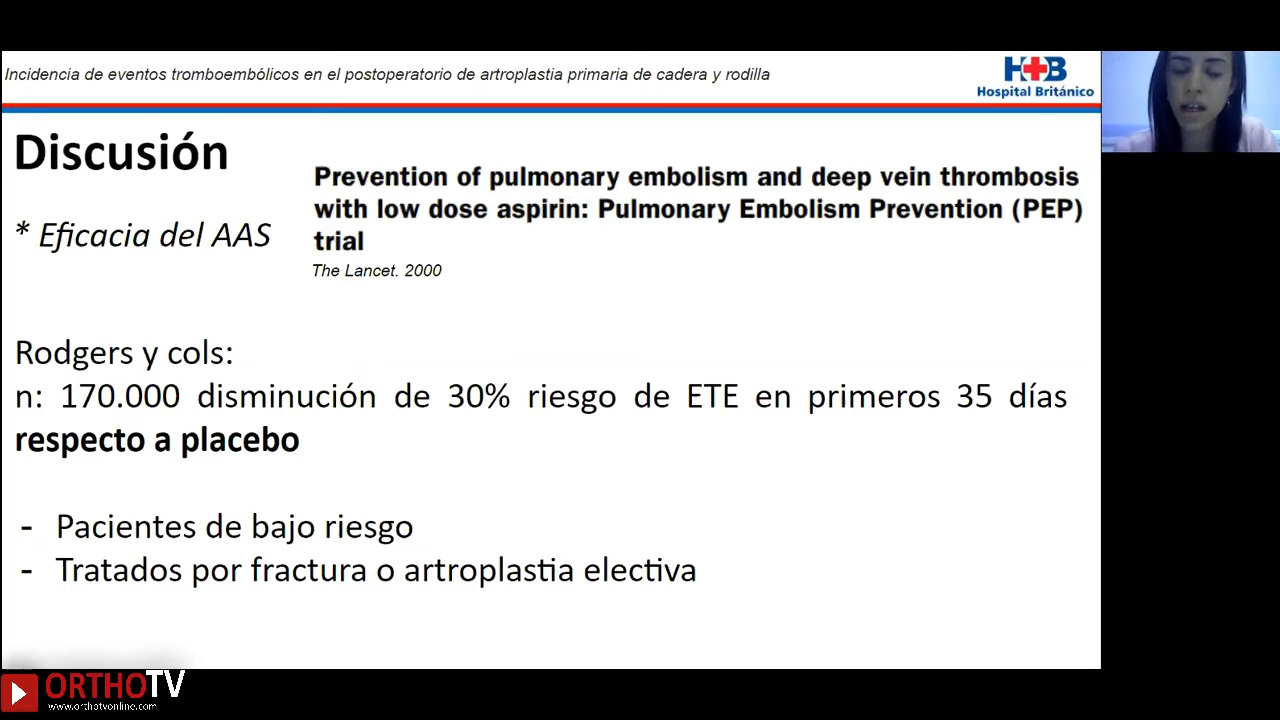 Incidencia de eventos tromboembólicos en el postoperatorio de artroplastia primaria de cadera y rodilla
H+B
Hospital Británico
Discusión
Prevention of pulmonary embolism and deep vein thrombosis
with low dose aspirin: Pulmonary Embolism Prevention (PEP)
trial
* Eficacia del AAS
The Lancet. 2000
Rodgers y cols:
n: 170.000 disminución de 30% riesgo de ETE en primeros 35 días
respecto a placebo
- Pacientes de bajo riesgo
- Tratados por fractura o artroplastia electiva
ORTHOTV
www.orthotvonline.com